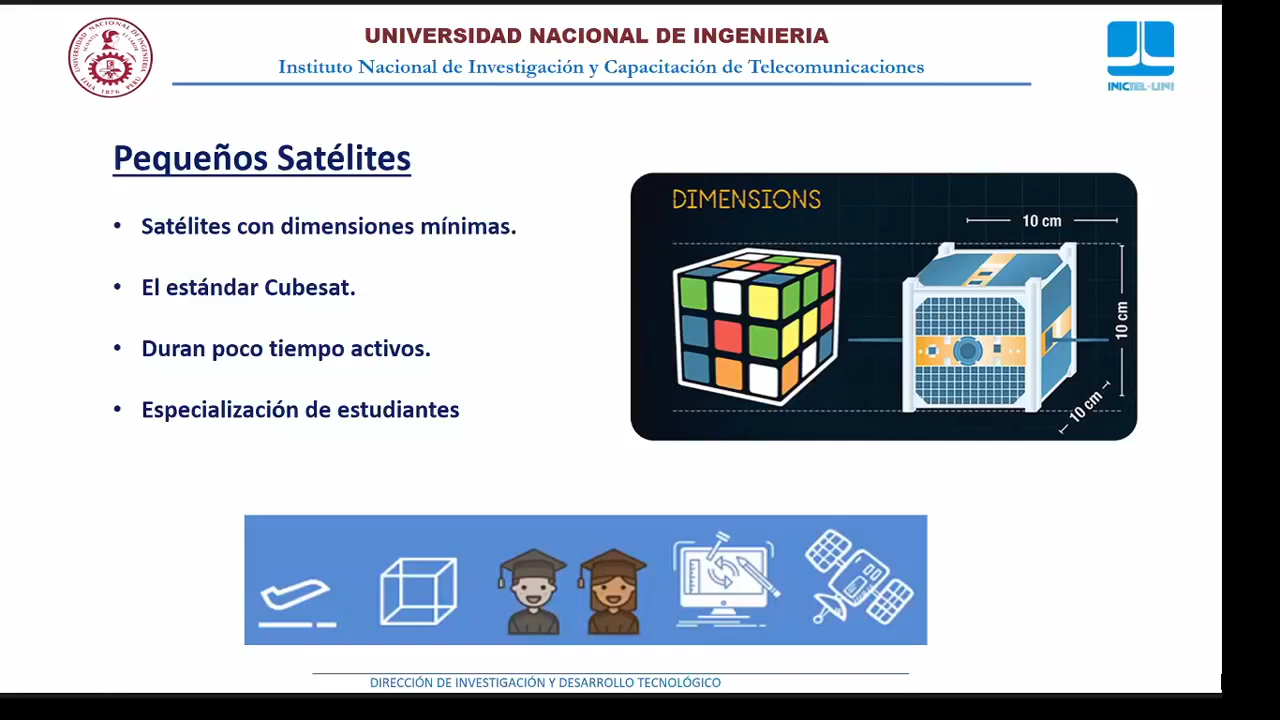 UNIVERSIDAD NACIONAL DE INGENIERIA
Instituto Nacional de Investigación y Capacitación de Telecomunicaciones
INICTEL-UNI
Pequeños Satélites
• Satélites con dimensiones mínimas.
• El estándar Cubesat.
• Duran poco tiempo activos.
• Especialización de estudiantes
DIMENSIONS
10 cm
10 cm
10 cm
DIRECCIÓN DE INVESTIGACIÓN Y DESARROLLO TECNOLÓGICO